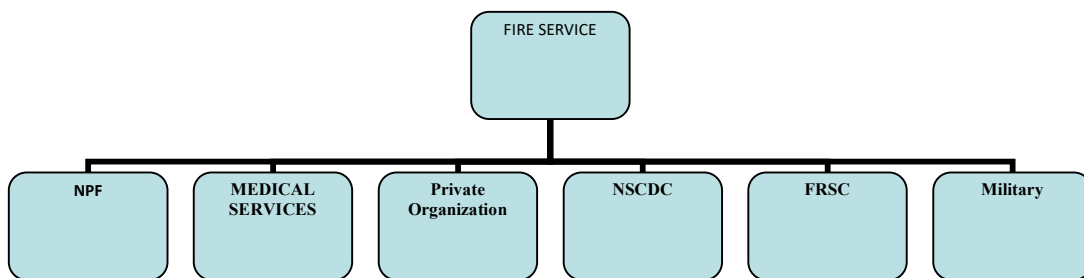 FIRE SERVICE
NPF
MEDICAL
SERVICES
Private
Organization
NSCDC
FRSC
Military